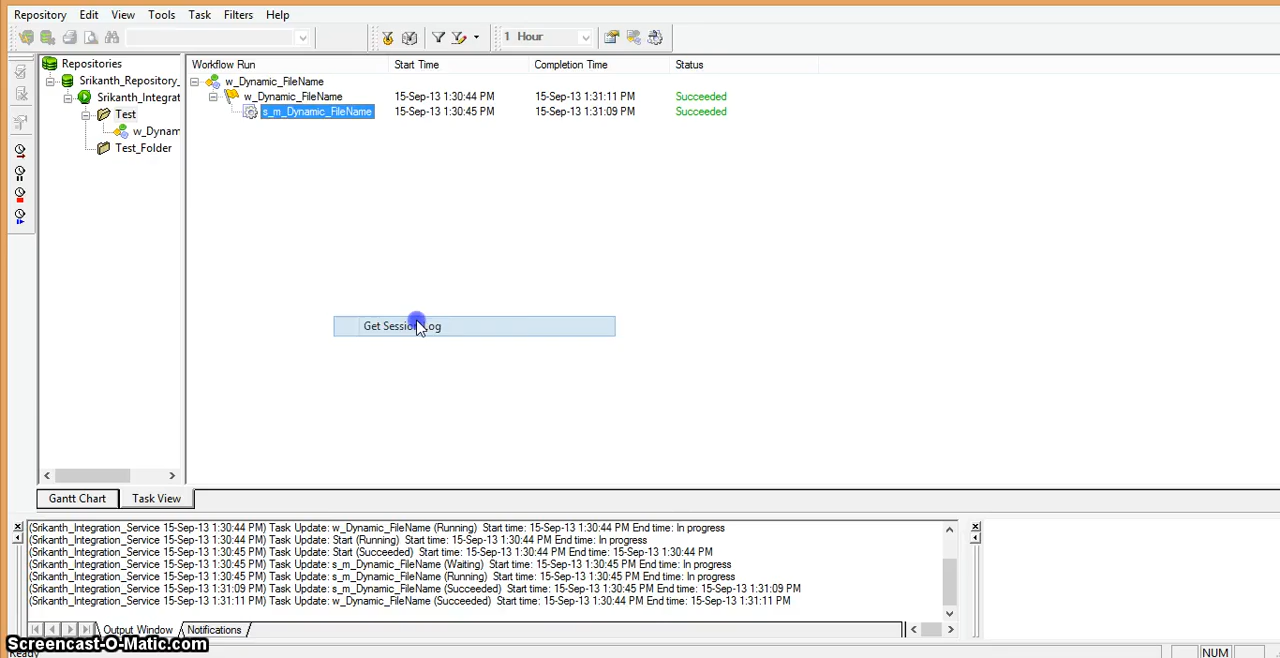 Repository Edit View Tools Task Filters Help
1 Hour
Repositories
Srikanth_Repository_
Srikanth_Integrat
Test
w_Dynam
Test_Folder
Workflow Run Start Time Completion Time Status
w_Dynamic_FileName
w_Dynamic_FileName 15-Sep-13 1:30:44 PM 15-Sep-13 1:31:11 PM Succeeded
s_m_Dynamic_FileName 15-Sep-13 1:30:45 PM 15-Sep-13 1:31:09 PM Succeeded
Get Session Log
Gantt Chart Task View
(Srikanth_Integration_Service 15-Sep-13 1:30:44 PM) Task Update: w_Dynamic_FileName (Running) Start time: 15-Sep-13 1:30:44 PM End time: In progress
(Srikanth_Integration_Service 15-Sep-13 1:30:44 PM) Task Update: Start (Running) Start time: 15-Sep-13 1:30:44 PM End time: In progress
(Srikanth_Integration_Service 15-Sep-13 1:30:45 PM) Task Update: Start (Succeeded) Start time: 15-Sep-13 1:30:44 PM End time: 15-Sep-13 1:30:44 PM
(Srikanth_Integration_Service 15-Sep-13 1:30:45 PM) Task Update: s_m_Dynamic_FileName (Waiting) Start time: 15-Sep-13 1:30:45 PM End time: In progress
(Srikanth_Integration_Service 15-Sep-13 1:30:45 PM) Task Update: s_m_Dynamic_FileName (Running) Start time: 15-Sep-13 1:30:45 PM End time: In progress
(Srikanth_Integration_Service 15-Sep-13 1:31:09 PM) Task Update: s_m_Dynamic_FileName (Succeeded) Start time: 15-Sep-13 1:30:45 PM End time: 15-Sep-13 1:31:09 PM
(Srikanth_Integration_Service 15-Sep-13 1:31:11 PM) Task Update: w_Dynamic_FileName (Succeeded) Start time: 15-Sep-13 1:30:44 PM End time: 15-Sep-13 1:31:11 PM
Output Window Notifications
Screencast-O-Matic.com
Ready NUM